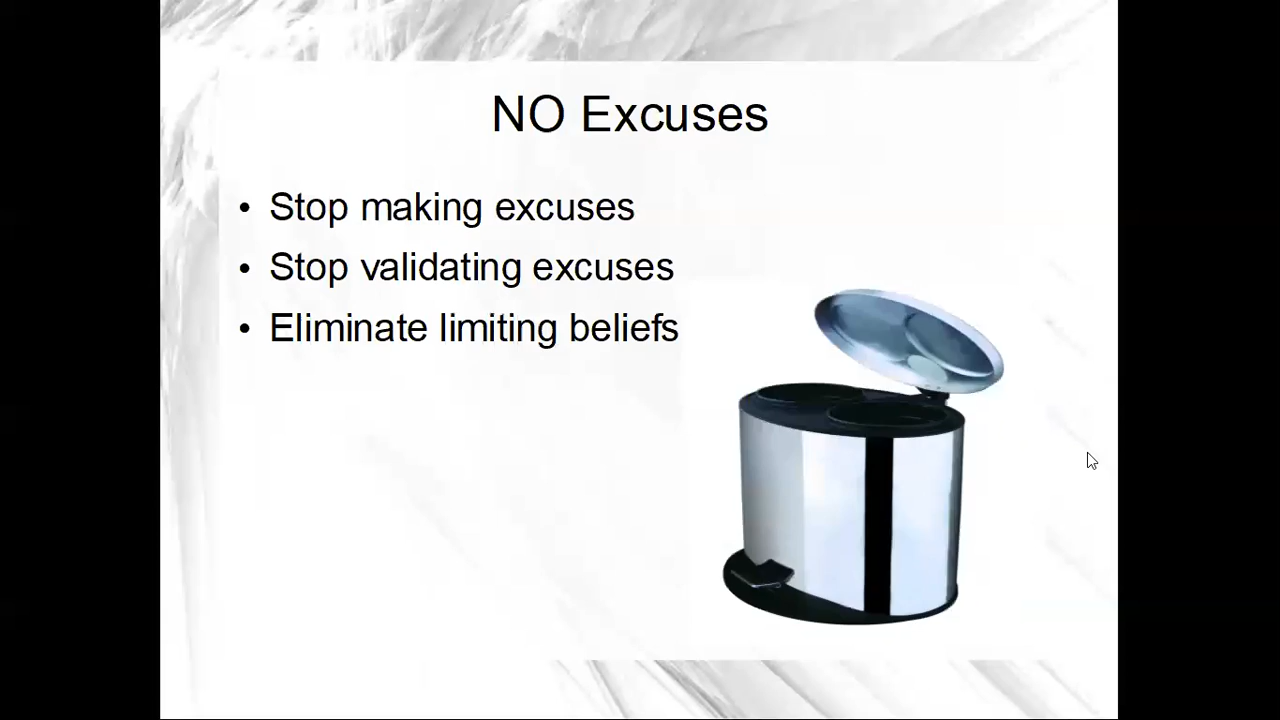 NO Excuses
• Stop making excuses
• Stop validating excuses
• Eliminate limiting beliefs